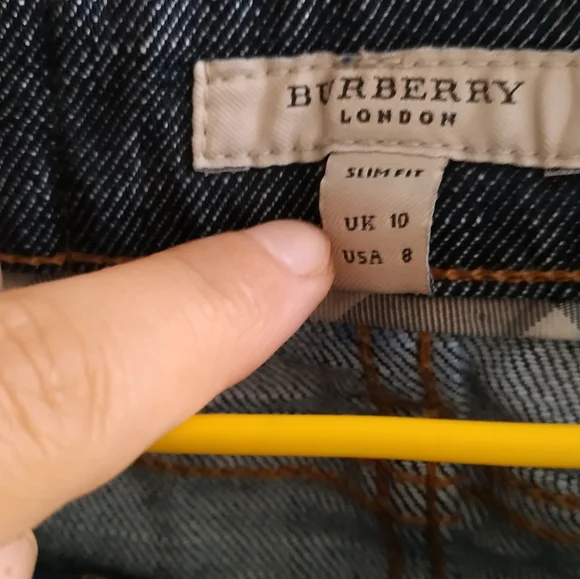 BURBERRY
LONDON
SLIM FIT
UK 10
USA 8